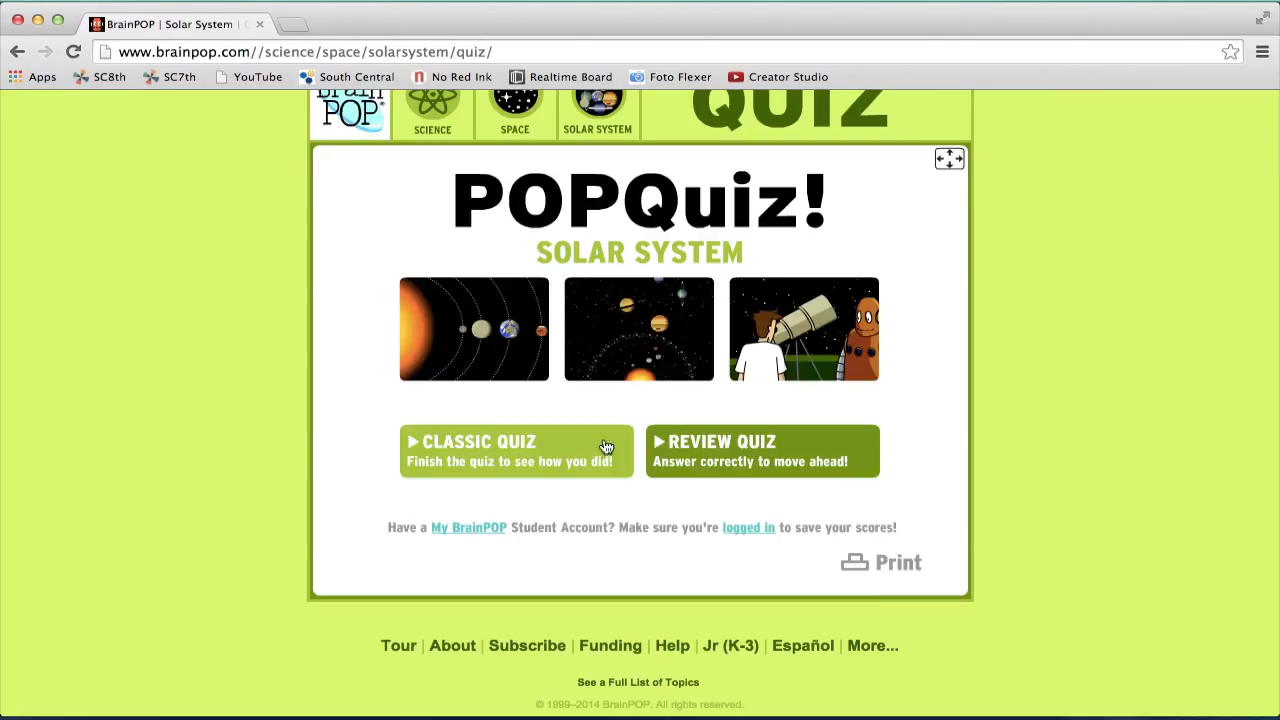 BrainPOP | Solar System |
www.brainpop.com//science/space/solarsystem/quiz/
Apps SC8th SC7th YouTube South Central No Red Ink Realtime Board Foto Flexer Creator Studio
Brain
POP®
SCIENCE SPACE SOLAR SYSTEM
QUIZ
POPQuiz!
SOLAR SYSTEM
CLASSIC QUIZ
Finish the quiz to see how you did!
REVIEW QUIZ
Answer correctly to move ahead!
Have a My BrainPOP Student Account? Make sure you're logged in to save your scores!
Print
Tour | About | Subscribe | Funding | Help | Jr (K-3) | Español | More...
See a Full List of Topics
© 1999–2014 BrainPOP. All rights reserved.